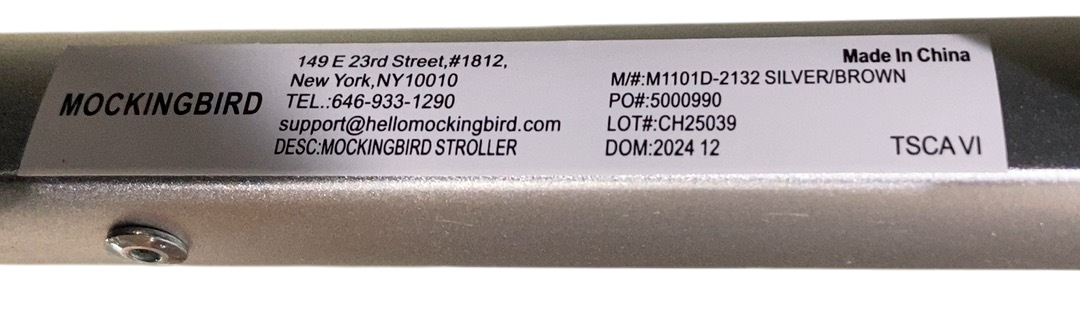 MOCKINGBIRD
149 E 23rd Street,#1812,
New York,NY10010
TEL.:646-933-1290
support@hellomockingbird.com
DESC:MOCKINGBIRD STROLLER
Made In China
M/#:M1101D-2132 SILVER/BROWN
PO#:5000990
LOT#:CH25039
DOM:2024 12
TSCA VI